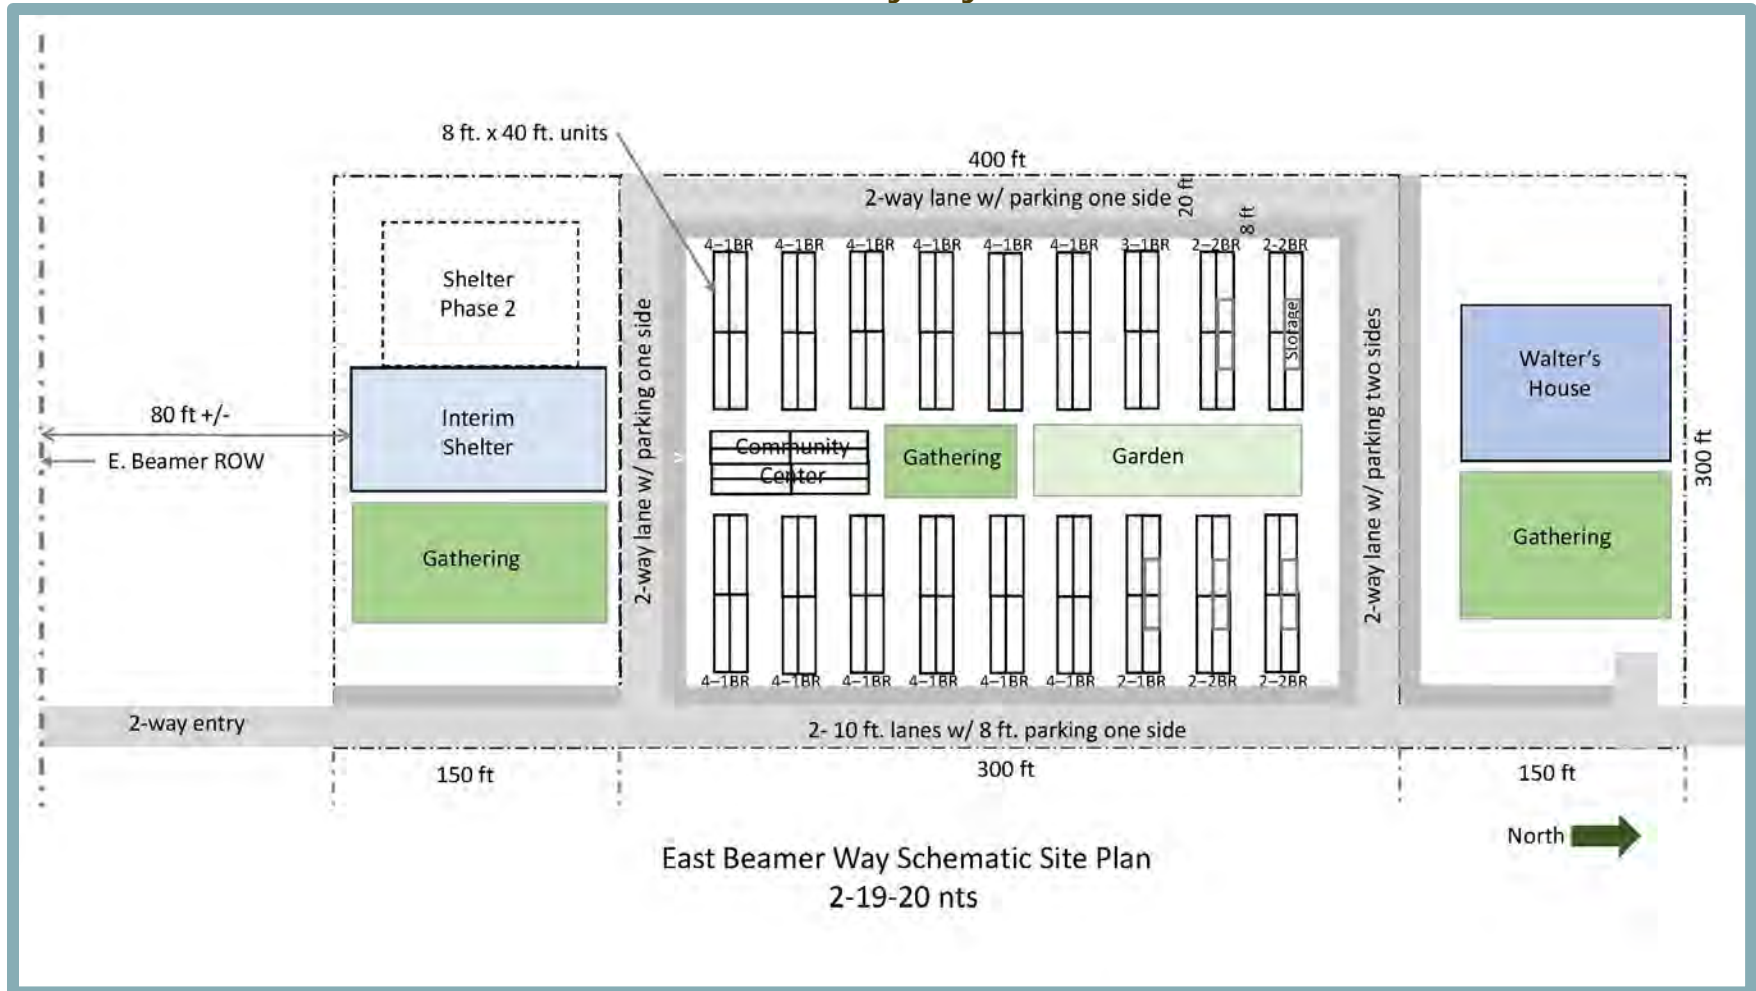 8 ft. x 40 ft. units
400 ft
2-way lane w/ parking one side
20 ft
8 ft
4–1BR 4–1BR 4–1BR 4–1BR 4–1BR 4–1BR 3–1BR 2–2BR 2-2BR
Shelter
Phase 2
Storage
2-way lane w/ parking one side
2-way lane w/ parking two sides
Walter's
House
80 ft +/-
Interim
Shelter
E. Beamer ROW
Community
Center
Gathering
Garden
300 ft
Gathering
Gathering
4–1BR 4–1BR 4–1BR 4–1BR 4–1BR 4–1BR 2–1BR 2–2BR 2–2BR
2-way entry
2- 10 ft. lanes w/ 8 ft. parking one side
150 ft
300 ft
150 ft
North
East Beamer Way Schematic Site Plan
2-19-20 nts